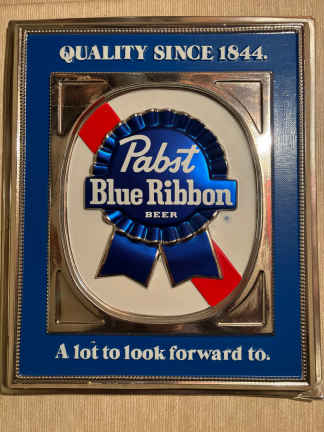 QUALITY SINCE 1844.
Pabst
Blue Ribbon
BEER
®
A lot to look forward to.